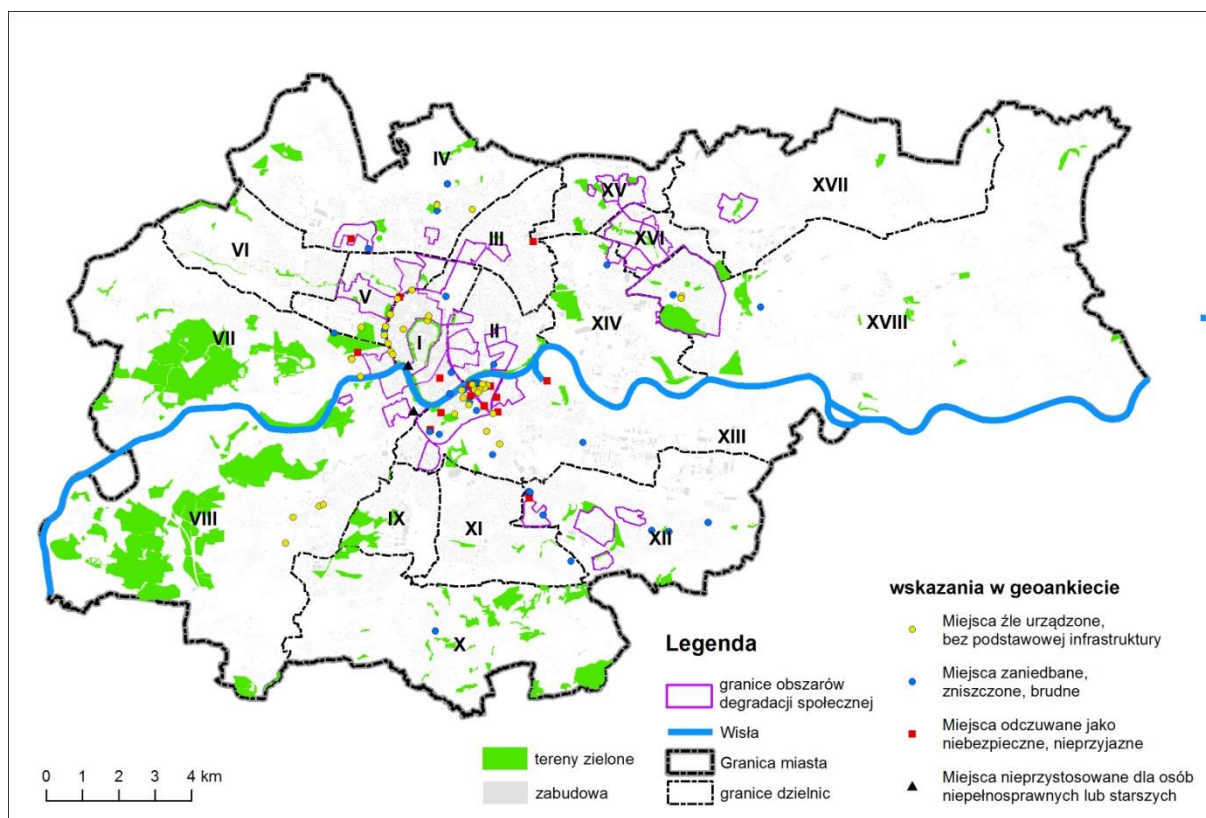 IV
XV
XVII
III
XVI
VI
V
II
XIV
XVIII
VII
I
XIII
VIII
IX
XI
XII
X
wskazania w geoankiecie
Miejsca źle urządzone,
bez podstawowej infrastruktury
Miejsca zaniedbane,
zniszczone, brudne
Miejsca odczuwane jako
niebezpieczne, nieprzyjazne
Miejsca nieprzystosowane dla osób
niepełnosprawnych lub starszych
Legenda
granice obszarów
degradacji społecznej
Wisła
Granica miasta
granice dzielnic
tereny zielone
zabudowa
0 1 2 3 4 km